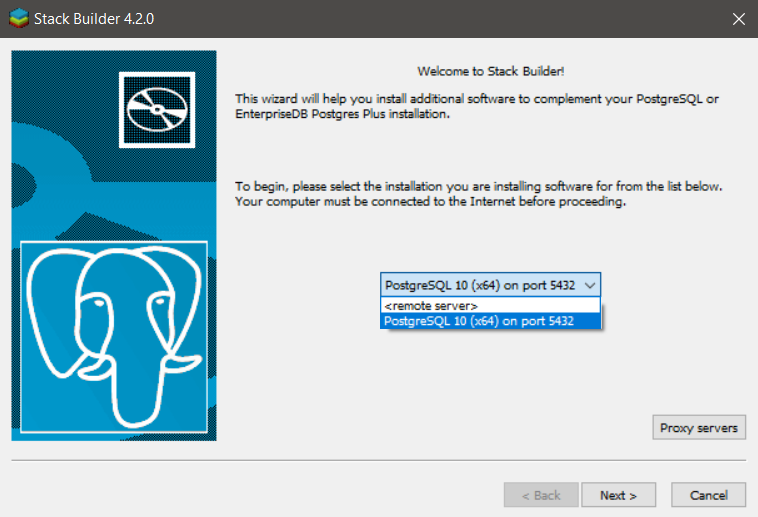 Stack Builder 4.2.0
Welcome to Stack Builder!
This wizard will help you install additional software to complement your PostgreSQL or
EnterpriseDB Postgres Plus installation.
To begin, please select the installation you are installing software for from the list below.
Your computer must be connected to the Internet before proceeding.
PostgreSQL 10 (x64) on port 5432
<remote server>
PostgreSQL 10 (x64) on port 5432
Proxy servers
< Back Next > Cancel